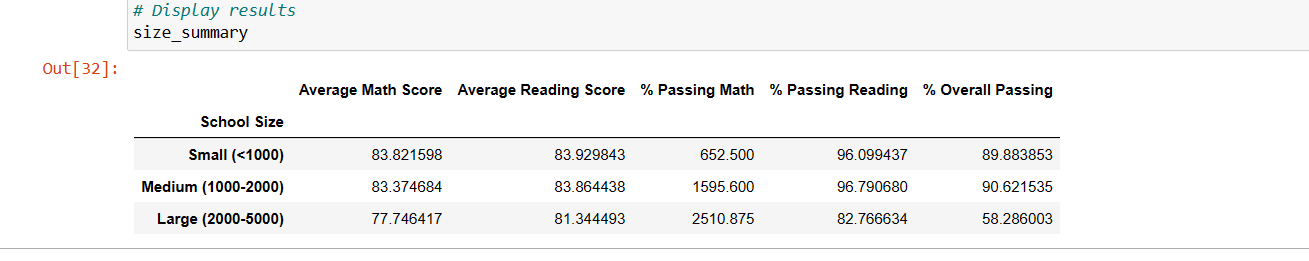 # Display results
size_summary
Out[32]:
Average Math Score Average Reading Score % Passing Math % Passing Reading % Overall Passing
School Size
Small (<1000) 83.821598 83.929843 652.500 96.099437 89.883853
Medium (1000-2000) 83.374684 83.864438 1595.600 96.790680 90.621535
Large (2000-5000) 77.746417 81.344493 2510.875 82.766634 58.286003